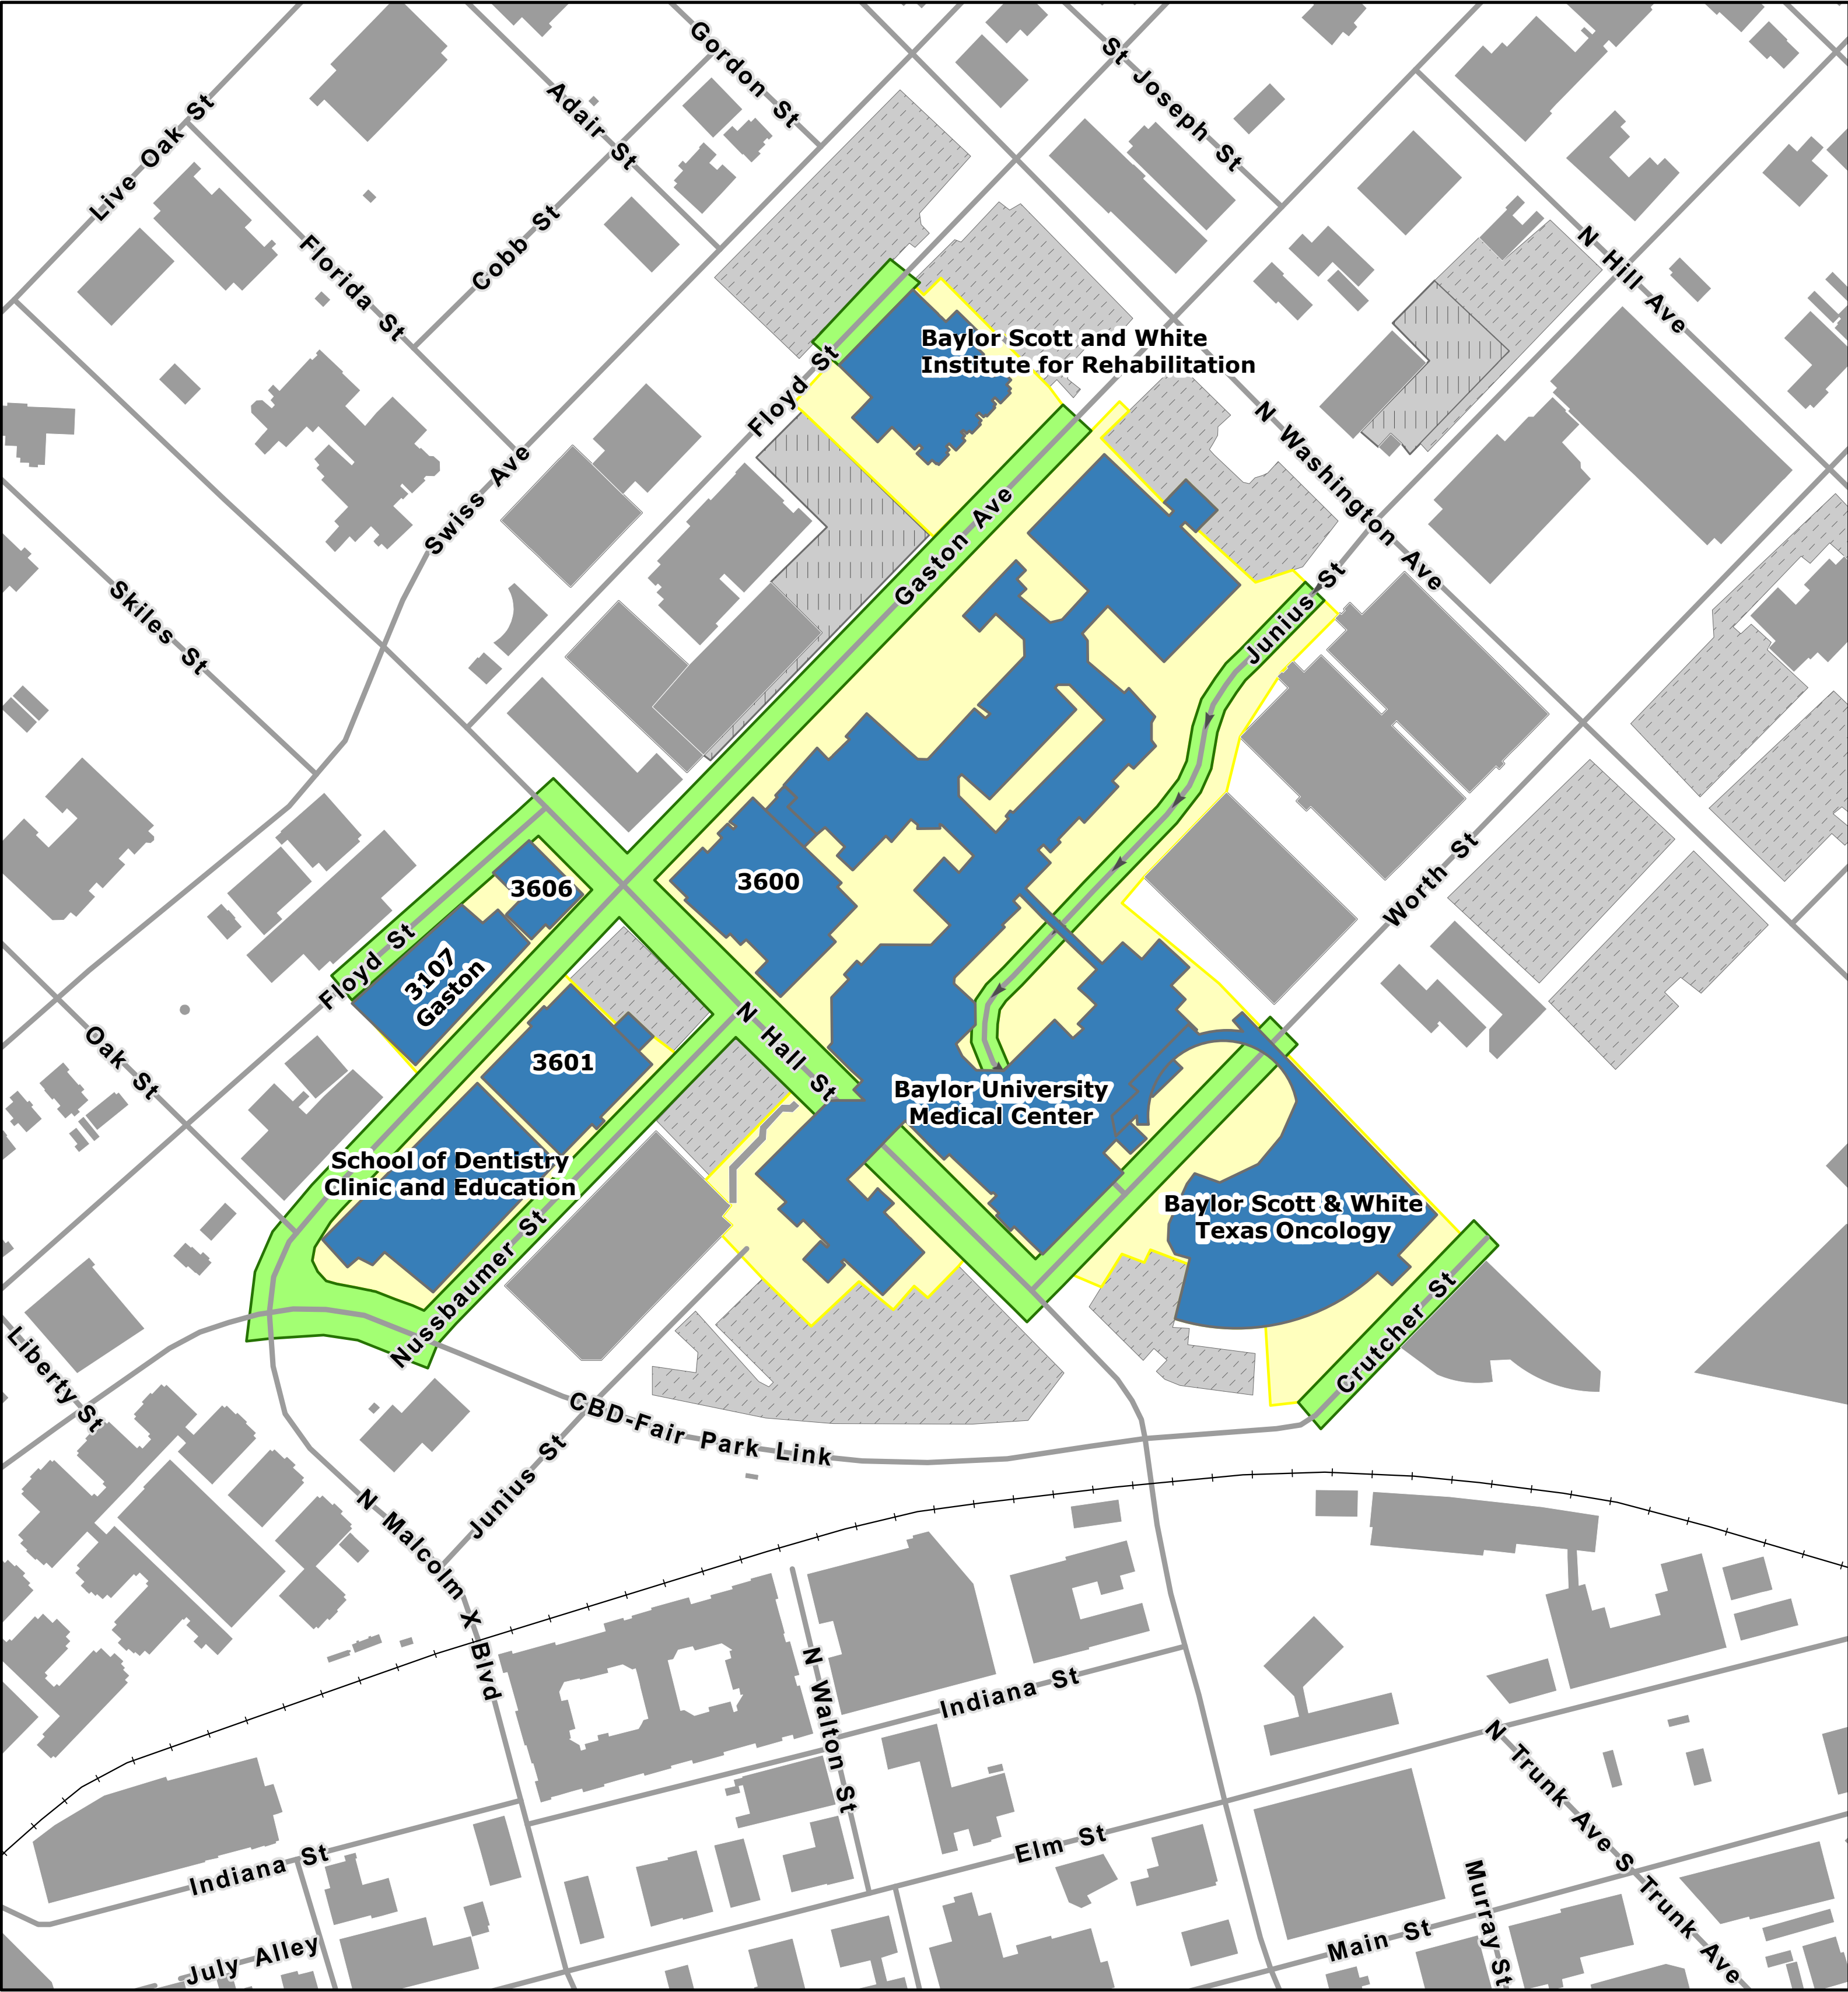 Gordon St
St Joseph St
Adair St
Live Oak St
N Hill Ave
Cobb St
Florida St
Baylor Scott and White
Institute for Rehabilitation
Floyd St
N Washington Ave
Swiss Ave
Gaston Ave
Junius St
Skiles St
3600
3606
Worth St
Floyd St
3107
Gaston
N Hall St
3601
Oak St
Baylor University
Medical Center
School of Dentistry
Clinic and Education
Baylor Scott & White
Texas Oncology
Nussbaumer St
Crutcher St
Liberty St
CBD-Fair Park Link
Junius St
N Malcolm X Blvd
N Walton St
Indiana St
N Trunk Ave
S Trunk Ave
Elm St
Indiana St
Murray St
Main St
July Alley